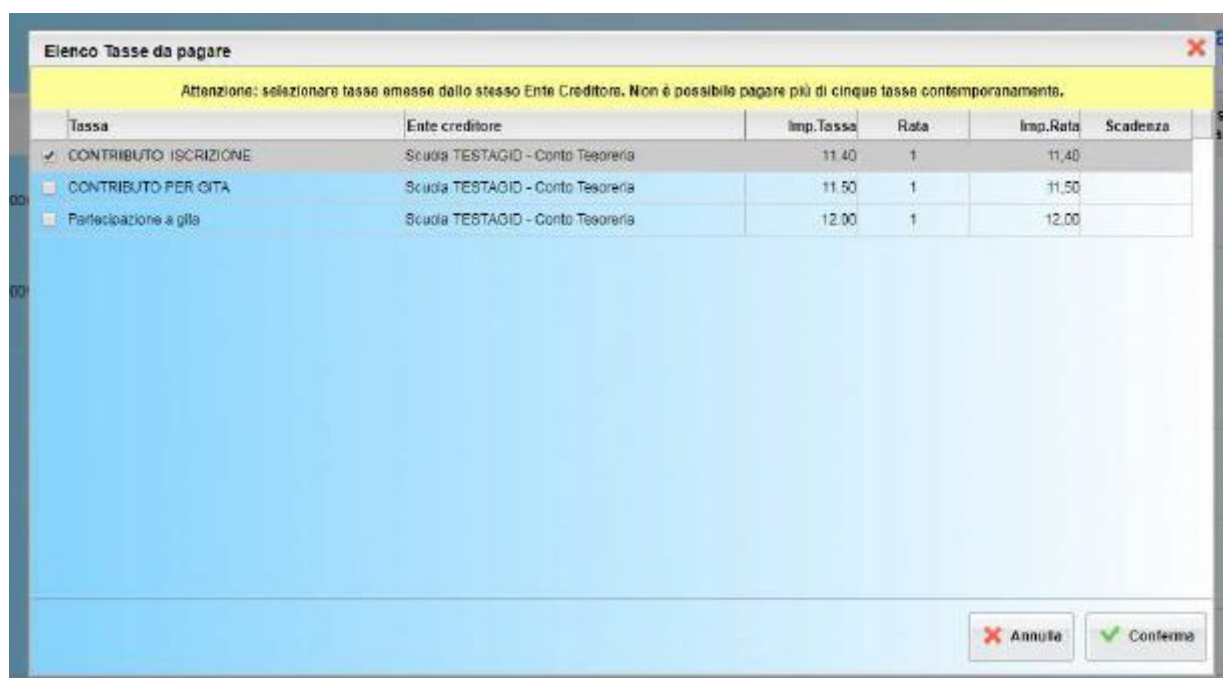 Elenco Tasse da pagare
Attenzione: selezionare tasse emesse dallo stesso Ente Creditore. Non è possibile pagare più di cinque tasse contemporanamente.
Tassa Ente creditore Imp.Tassa Rata Imp.Rata Scadenza
CONTRIBUTO ISCRIZIONE Scuola TESTAGID - Conto Tesoreria 11.40 1 11,40
CONTRIBUTO PER GITA Scuola TESTAGID - Conto Tesoreria 11.50 1 11,50
Partecipazione a gita Scuola TESTAGID - Conto Tesoreria 12.00 1 12,00
Annulla Conferma